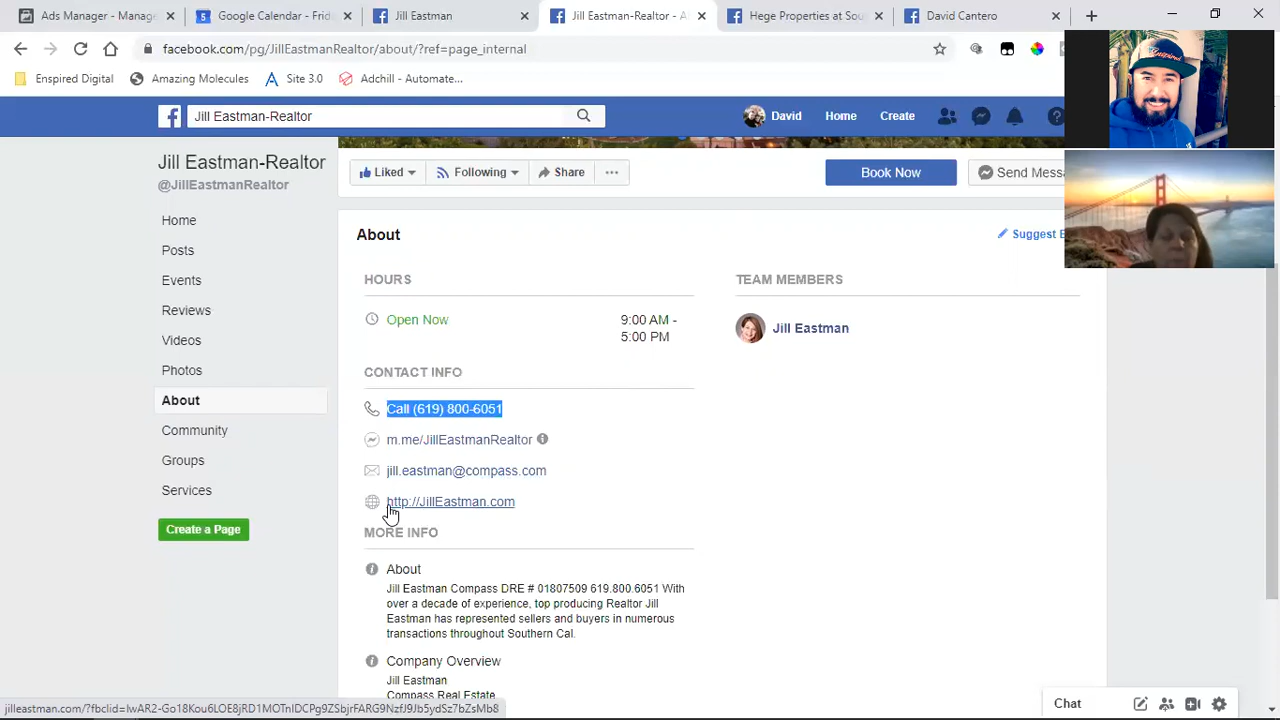 Ads Manager - Manage
Google Calendar - Frid
Jill Eastman
Jill Eastman-Realtor - A
Hege Properties at Sou
David Cantero
facebook.com/pg/JillEastmanRealtor/about/?ref=page_internal
Enspired Digital
Amazing Molecules
Site 3.0
Adchill - Automate...
Jill Eastman-Realtor
David
Home
Create
Jill Eastman-Realtor
@JillEastmanRealtor
Home
Posts
Events
Reviews
Videos
Photos
About
Community
Groups
Services
Create a Page
Liked
Following
Share
Book Now
Send Messa
About
Suggest E
HOURS
Open Now
9:00 AM -
5:00 PM
CONTACT INFO
Call (619) 800-6051
m.me/JillEastmanRealtor
jill.eastman@compass.com
http://JillEastman.com
MORE INFO
About
Jill Eastman Compass DRE # 01807509 619.800.6051 With
over a decade of experience, top producing Realtor Jill
Eastman has represented sellers and buyers in numerous
transactions throughout Southern Cal.
Company Overview
Jill Eastman
Compass Real Estate
TEAM MEMBERS
Jill Eastman
Chat
jilleastman.com/?fbclid=IwAR2-Go18Kou6LOE8jRD1MOTnIDCPg9ZSbjrfARG9NzfJ9Jb5ydSz7bZsMb8